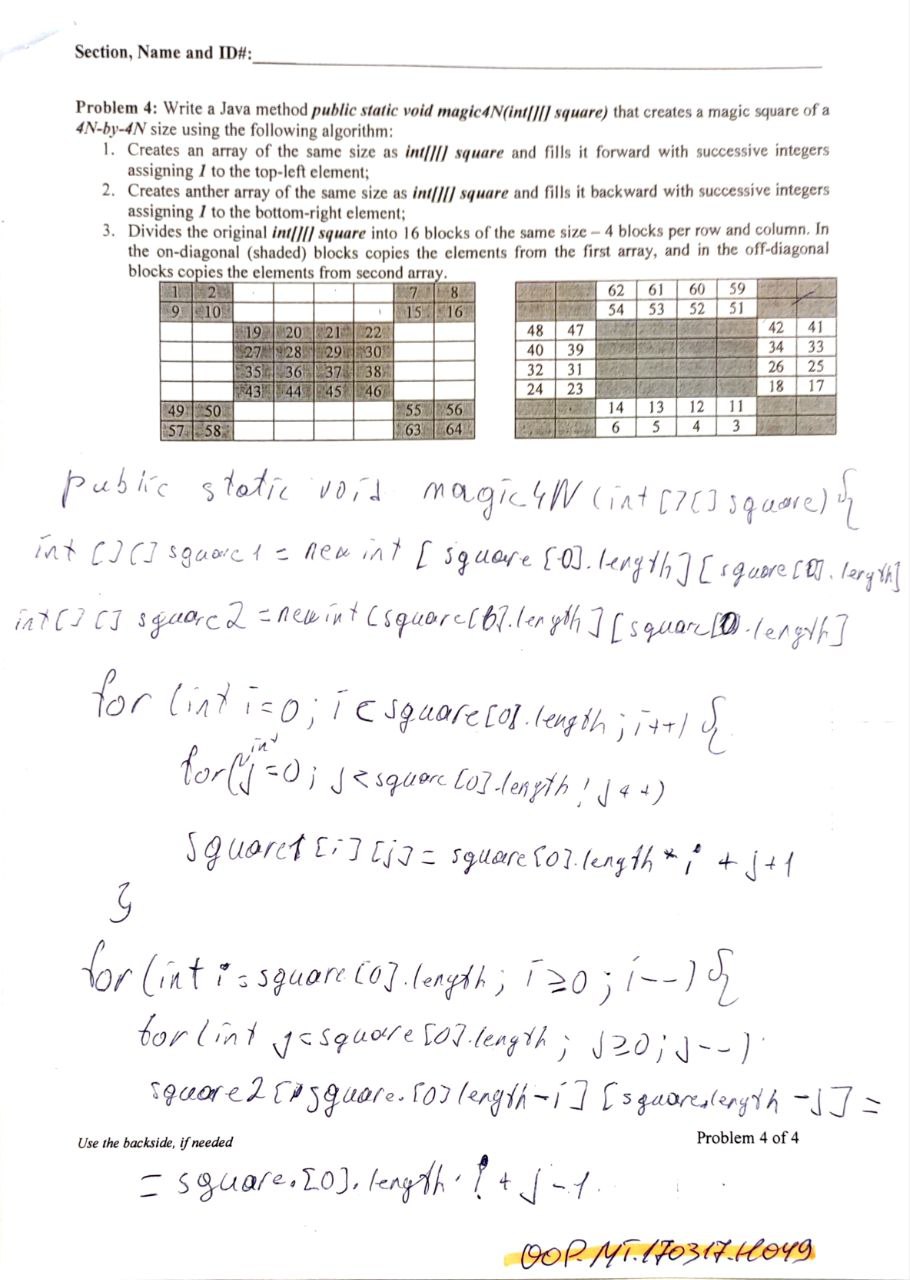 Section, Name and ID#:
Problem 4: Write a Java method public static void magic4N(int[][] square) that creates a magic square of a
4N-by-4N size using the following algorithm:
1. Creates an array of the same size as int[][] square and fills it forward with successive integers
assigning 1 to the top-left element;
2. Creates anther array of the same size as int[][] square and fills it backward with successive integers
assigning 1 to the bottom-right element;
3. Divides the original int[][] square into 16 blocks of the same size – 4 blocks per row and column. In
the on-diagonal (shaded) blocks copies the elements from the first array, and in the off-diagonal
blocks copies the elements from second array.
1 2 7 8
9 10 15 16
19 20 21 22
27 28 29 30
35 36 37 38
43 44 45 46
49 50 55 56
57 58 63 64
62 61 60 59
54 53 52 51
48 47 42 41
40 39 34 33
32 31 26 25
24 23 18 17
14 13 12 11
6 5 4 3
public static void magic4N (int [][] square) {
int [][] square1 = new int [square [0].length] [square [0].length]
int [][] square2 = new int [square[0].length] [square[0].length]
for (int i=0; i < square[0].length; i++) {
for (int j=0; j < square [0].length; j++)
square1 [i] [j] = square [0].length * i + j+1
}
for (int i = square [0].length; i ≥ 0; i--) {
for (int j = square [0].length; j ≥ 0; j--)
square2 [square.[0] length - i] [square.length - j] =
Use the backside, if needed
Problem 4 of 4
= square.[0].length · i + j - 1.
OOP.MT.170317.H049